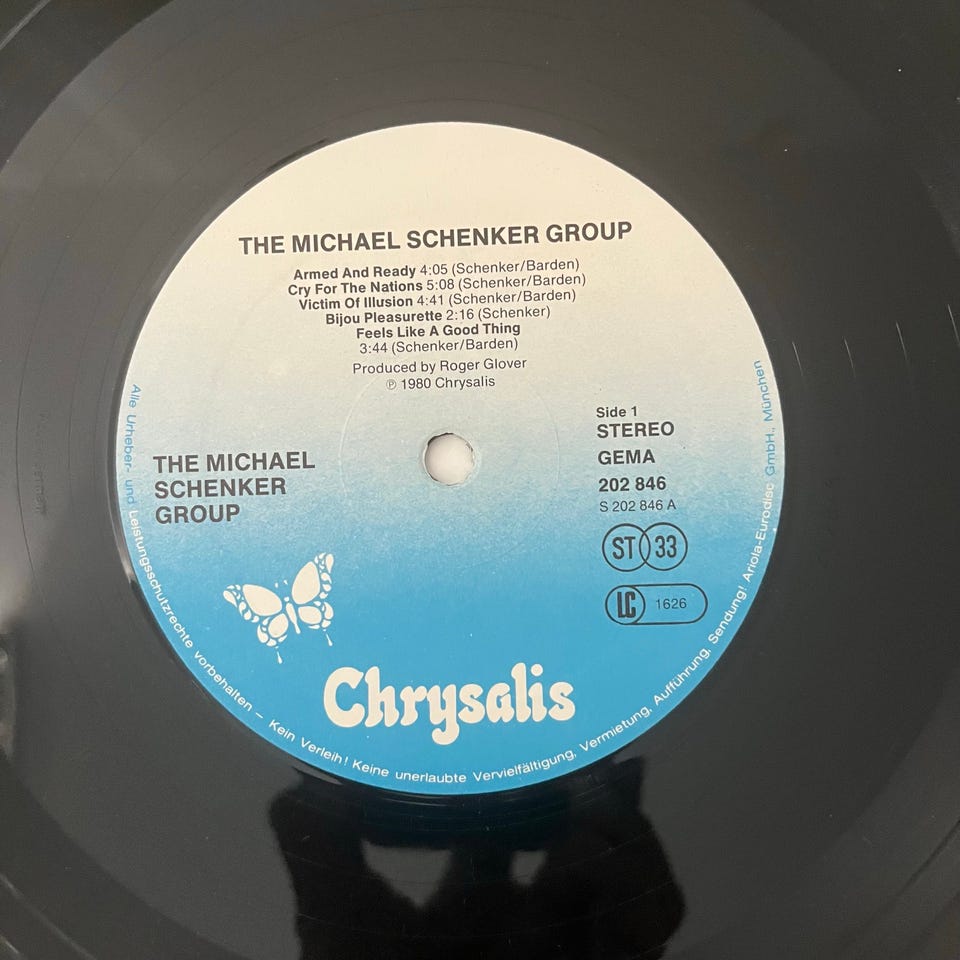 THE MICHAEL SCHENKER GROUP
Armed And Ready 4:05 (Schenker/Barden)
Cry For The Nations 5:08 (Schenker/Barden)
Victim Of Illusion 4:41 (Schenker/Barden)
Bijou Pleasurette 2:16 (Schenker)
Feels Like A Good Thing
3:44 (Schenker/Barden)
Produced by Roger Glover
℗ 1980 Chrysalis
THE MICHAEL
SCHENKER
GROUP
Side 1
STEREO
GEMA
202 846
S 202 846 A
ST 33
LC 1626
Chrysalis
Alle Urheber- und Leistungsschutzrechte vorbehalten – Kein Verleih! Keine unerlaubte Vervielfältigung, Vermietung, Aufführung, Sendung! Ariola-Eurodisc GmbH., München